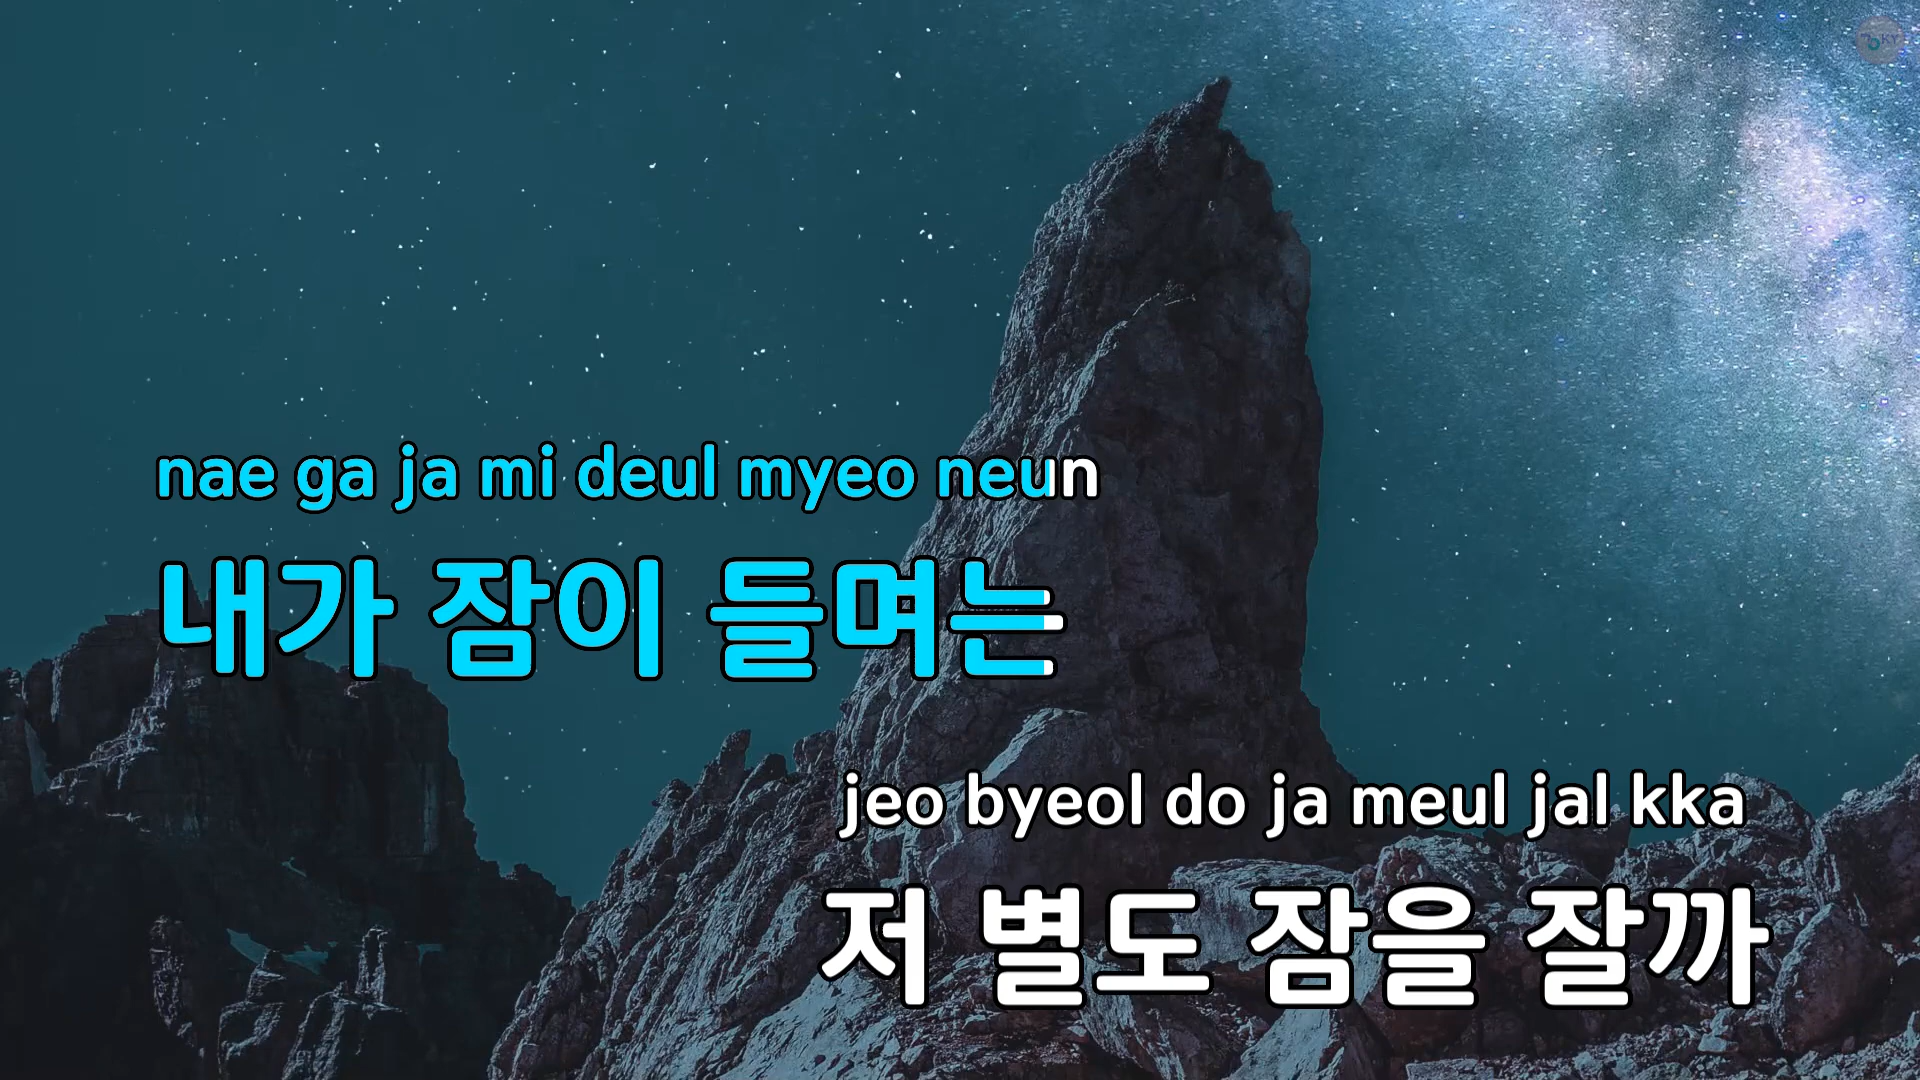 nae ga ja mi deul myeo neun
내가 잠이 들며는
jeo byeol do ja meul jal kka
저 별도 잠을 잘까
KY